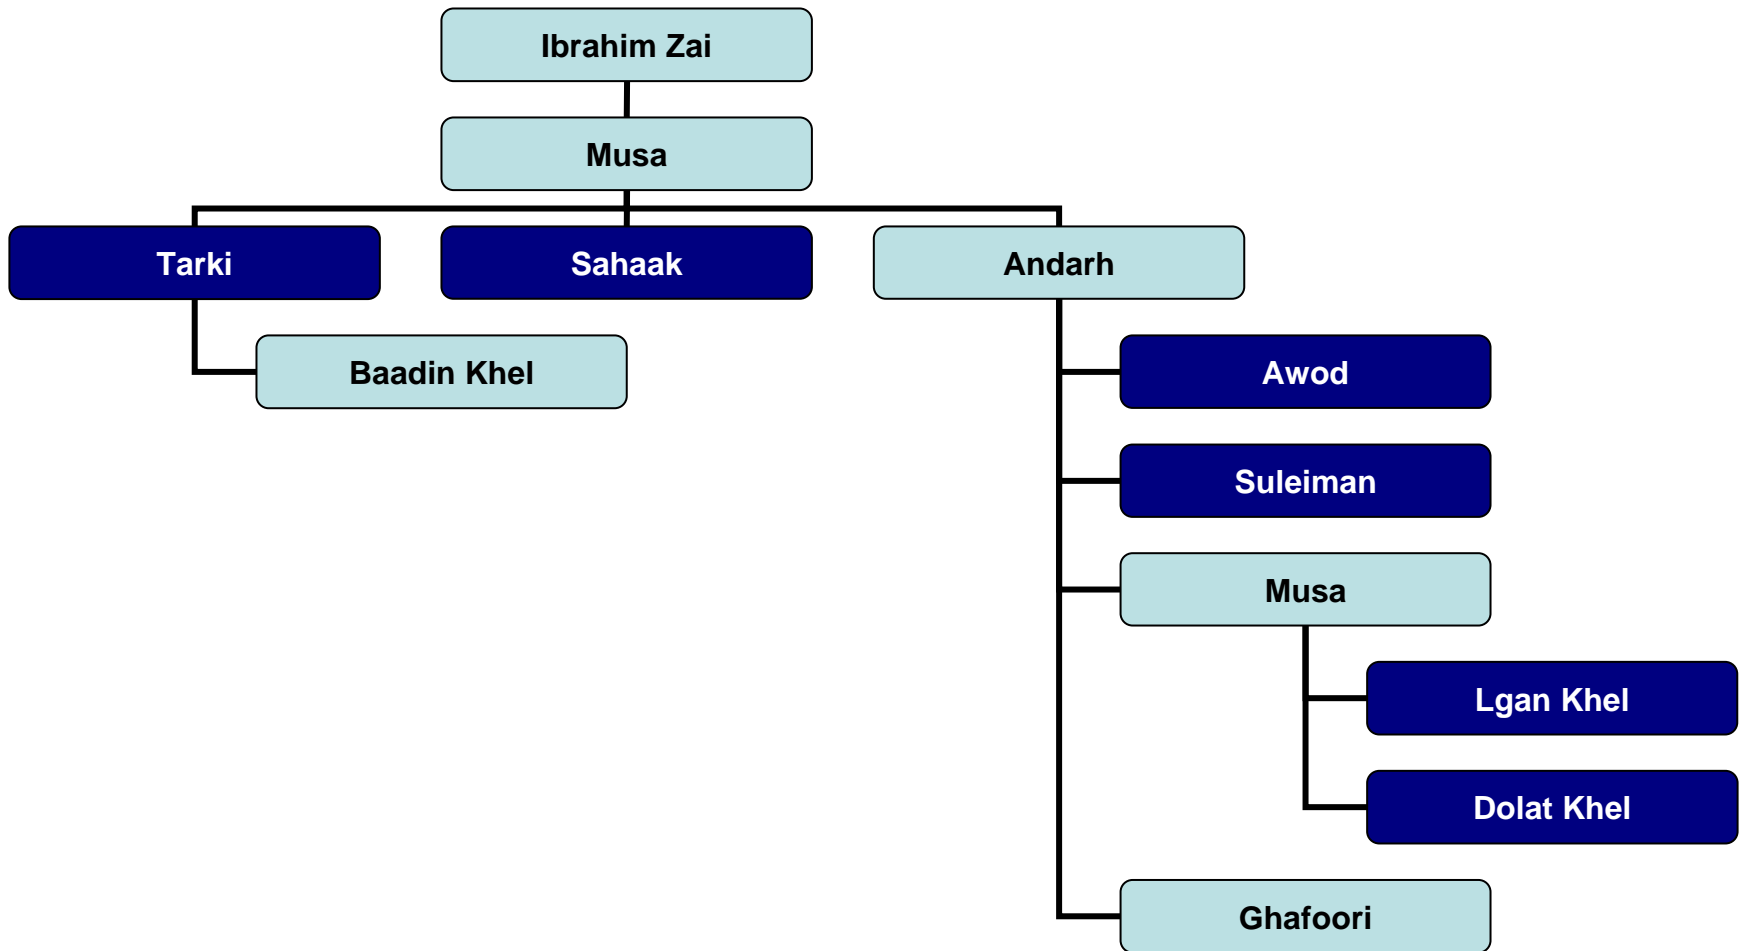 Ibrahim Zai
Musa
Tarki
Sahaak
Andarh
Baadin Khel
Awod
Suleiman
Musa
Lgan Khel
Dolat Khel
Ghafoori